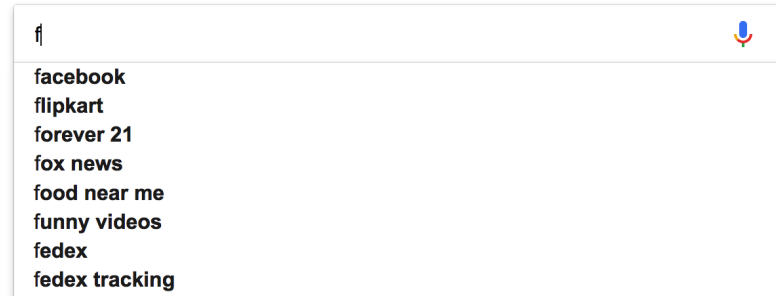 f
facebook
flipkart
forever 21
fox news
food near me
funny videos
fedex
fedex tracking